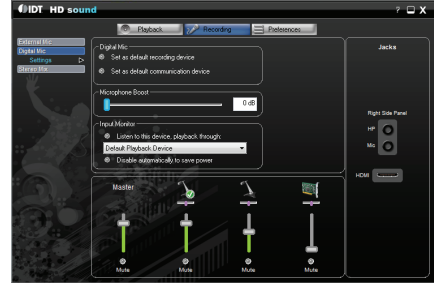 IDT HD sound
? X
Playback Recording Preferences
External Mic
Digital Mic
Settings
Stereo Mix
Digital Mic
Set as default recording device
Set as default communication device
Microphone Boost
0 dB
Input Monitor
Listen to this device, playback through:
Default Playback Device
Disable automatically to save power
Master
Mute Mute Mute Mute
Jacks
Right Side Panel
HP
Mic
HDMI